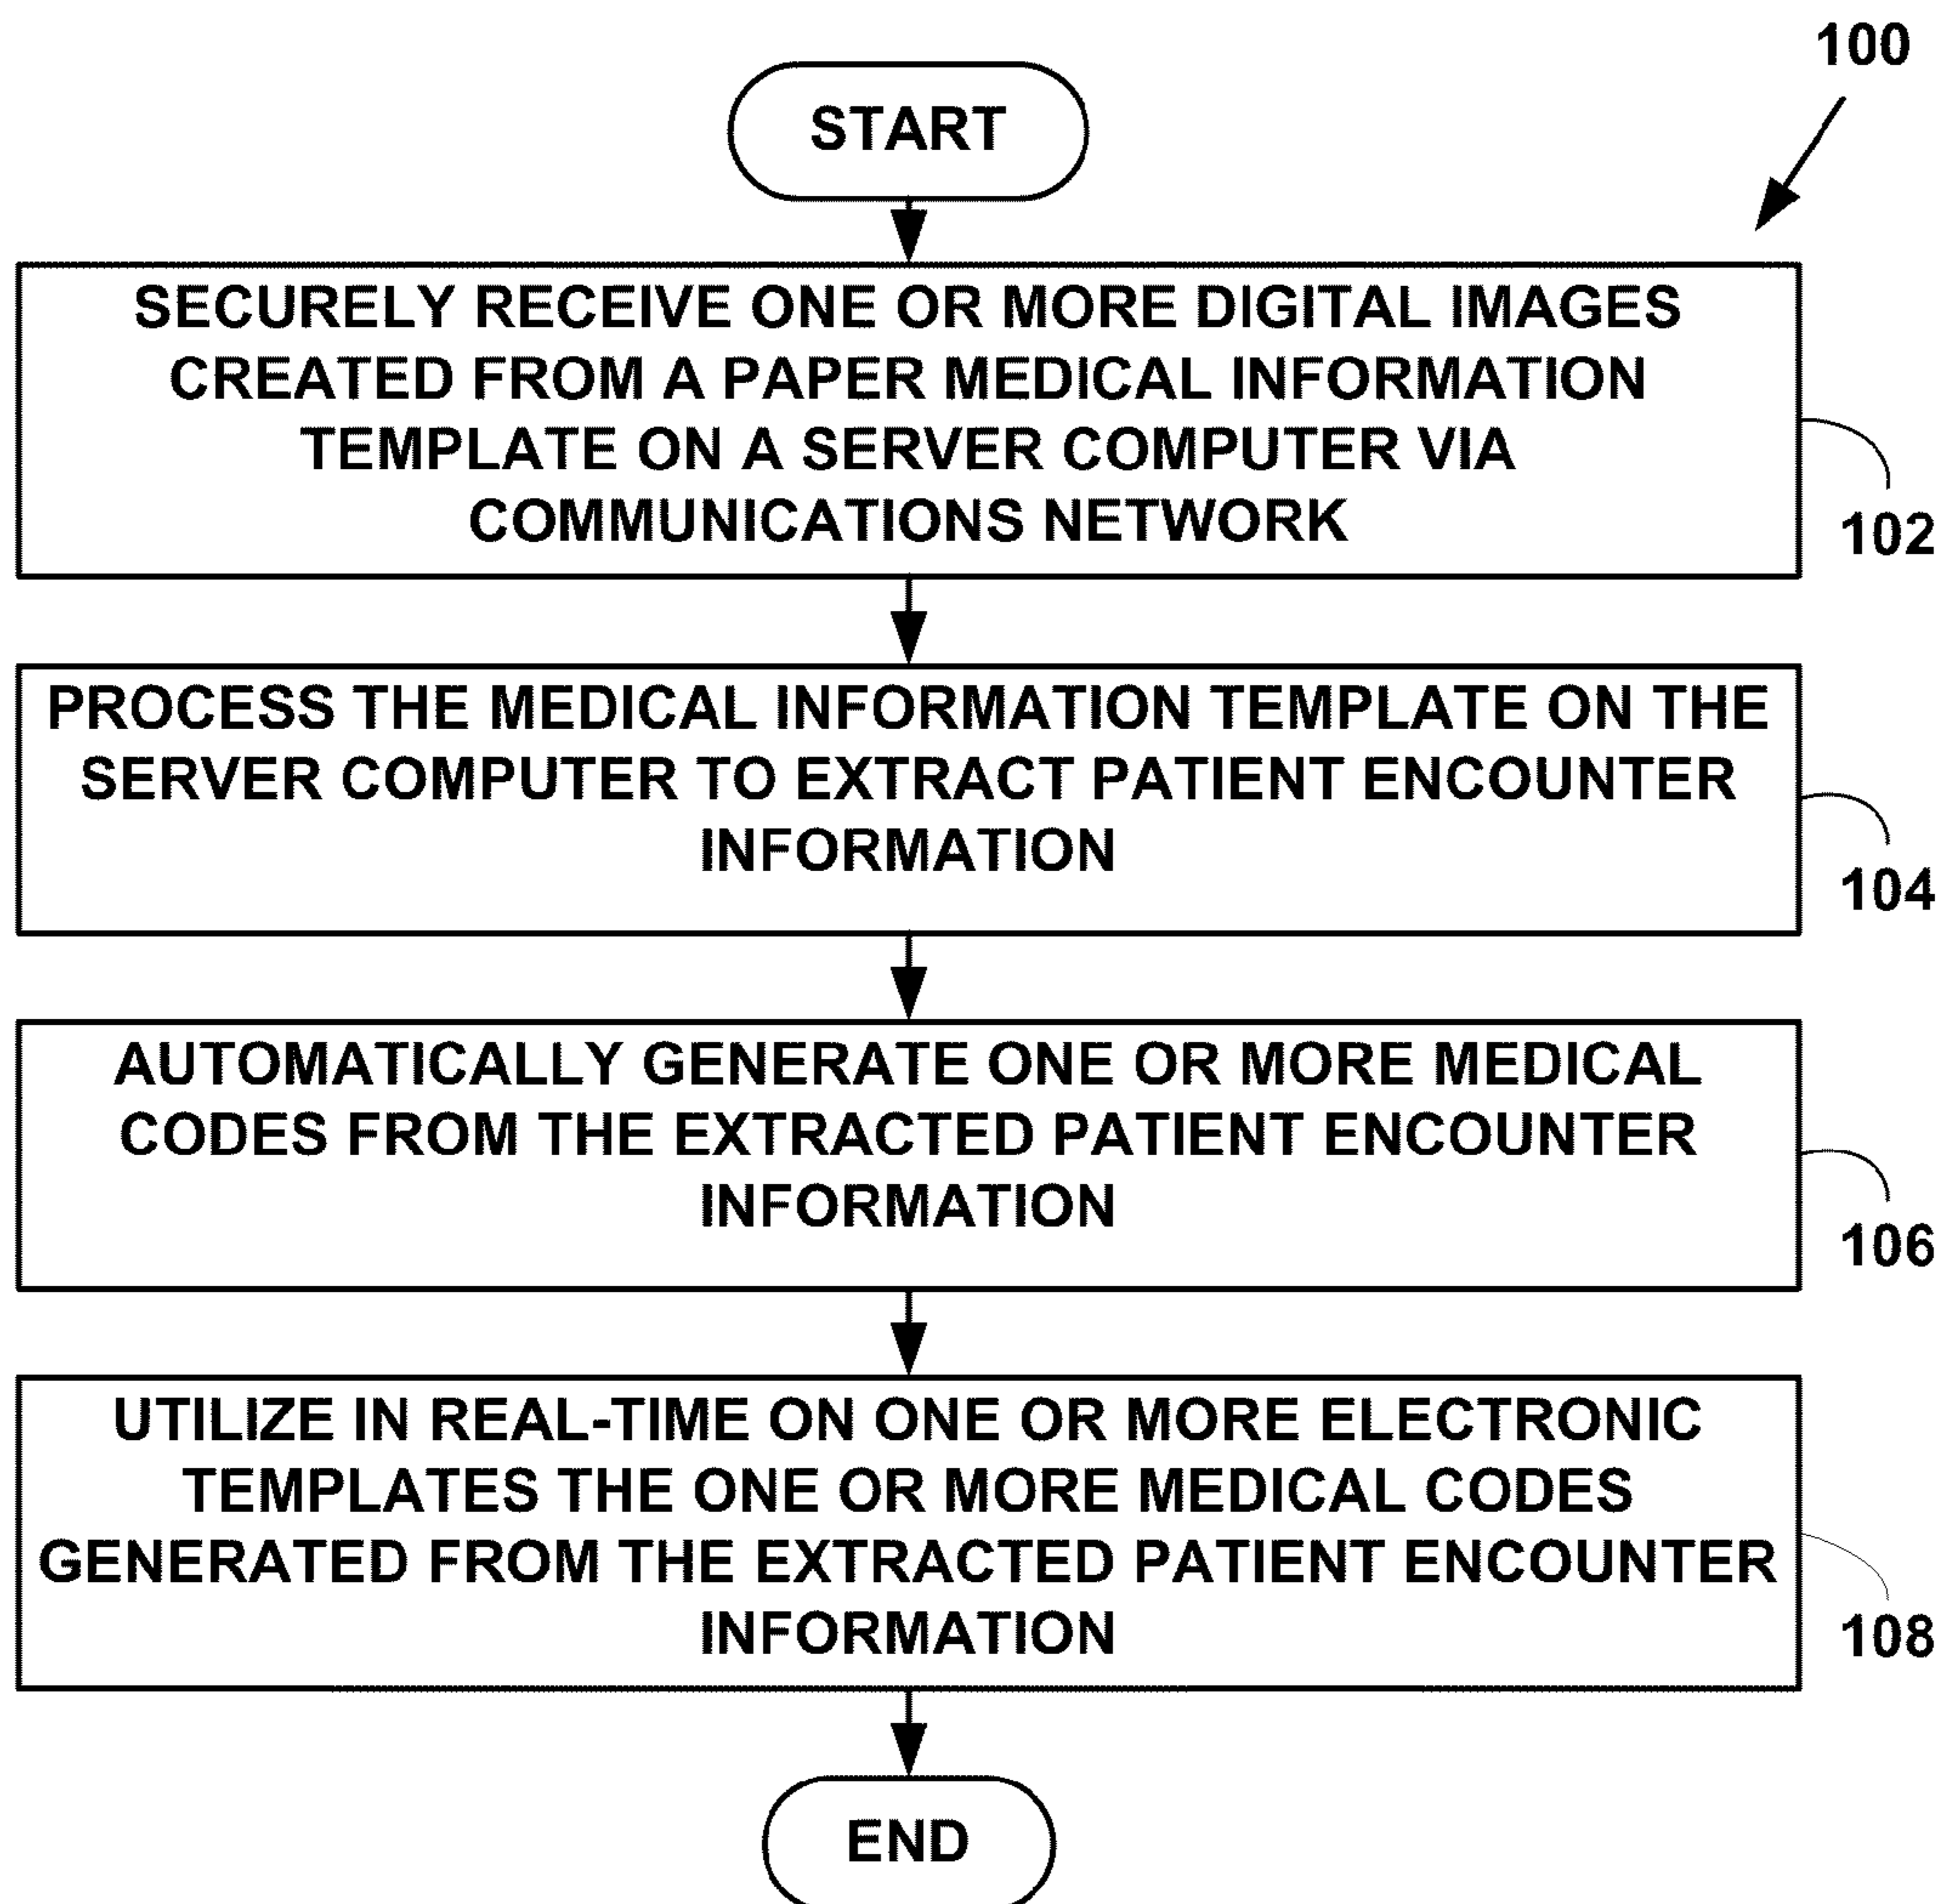 100
START
SECURELY RECEIVE ONE OR MORE DIGITAL IMAGES
CREATED FROM A PAPER MEDICAL INFORMATION
TEMPLATE ON A SERVER COMPUTER VIA
COMMUNICATIONS NETWORK
102
PROCESS THE MEDICAL INFORMATION TEMPLATE ON THE
SERVER COMPUTER TO EXTRACT PATIENT ENCOUNTER
INFORMATION
104
AUTOMATICALLY GENERATE ONE OR MORE MEDICAL
CODES FROM THE EXTRACTED PATIENT ENCOUNTER
INFORMATION
106
UTILIZE IN REAL-TIME ON ONE OR MORE ELECTRONIC
TEMPLATES THE ONE OR MORE MEDICAL CODES
GENERATED FROM THE EXTRACTED PATIENT ENCOUNTER
INFORMATION
108
END